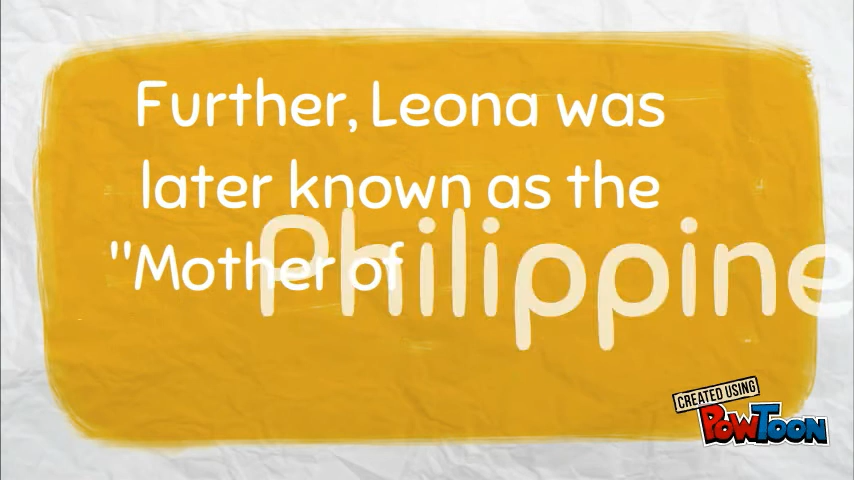 Further, Leona was
later known as the
"Mother of
Philippine
CREATED USING
POWTOON